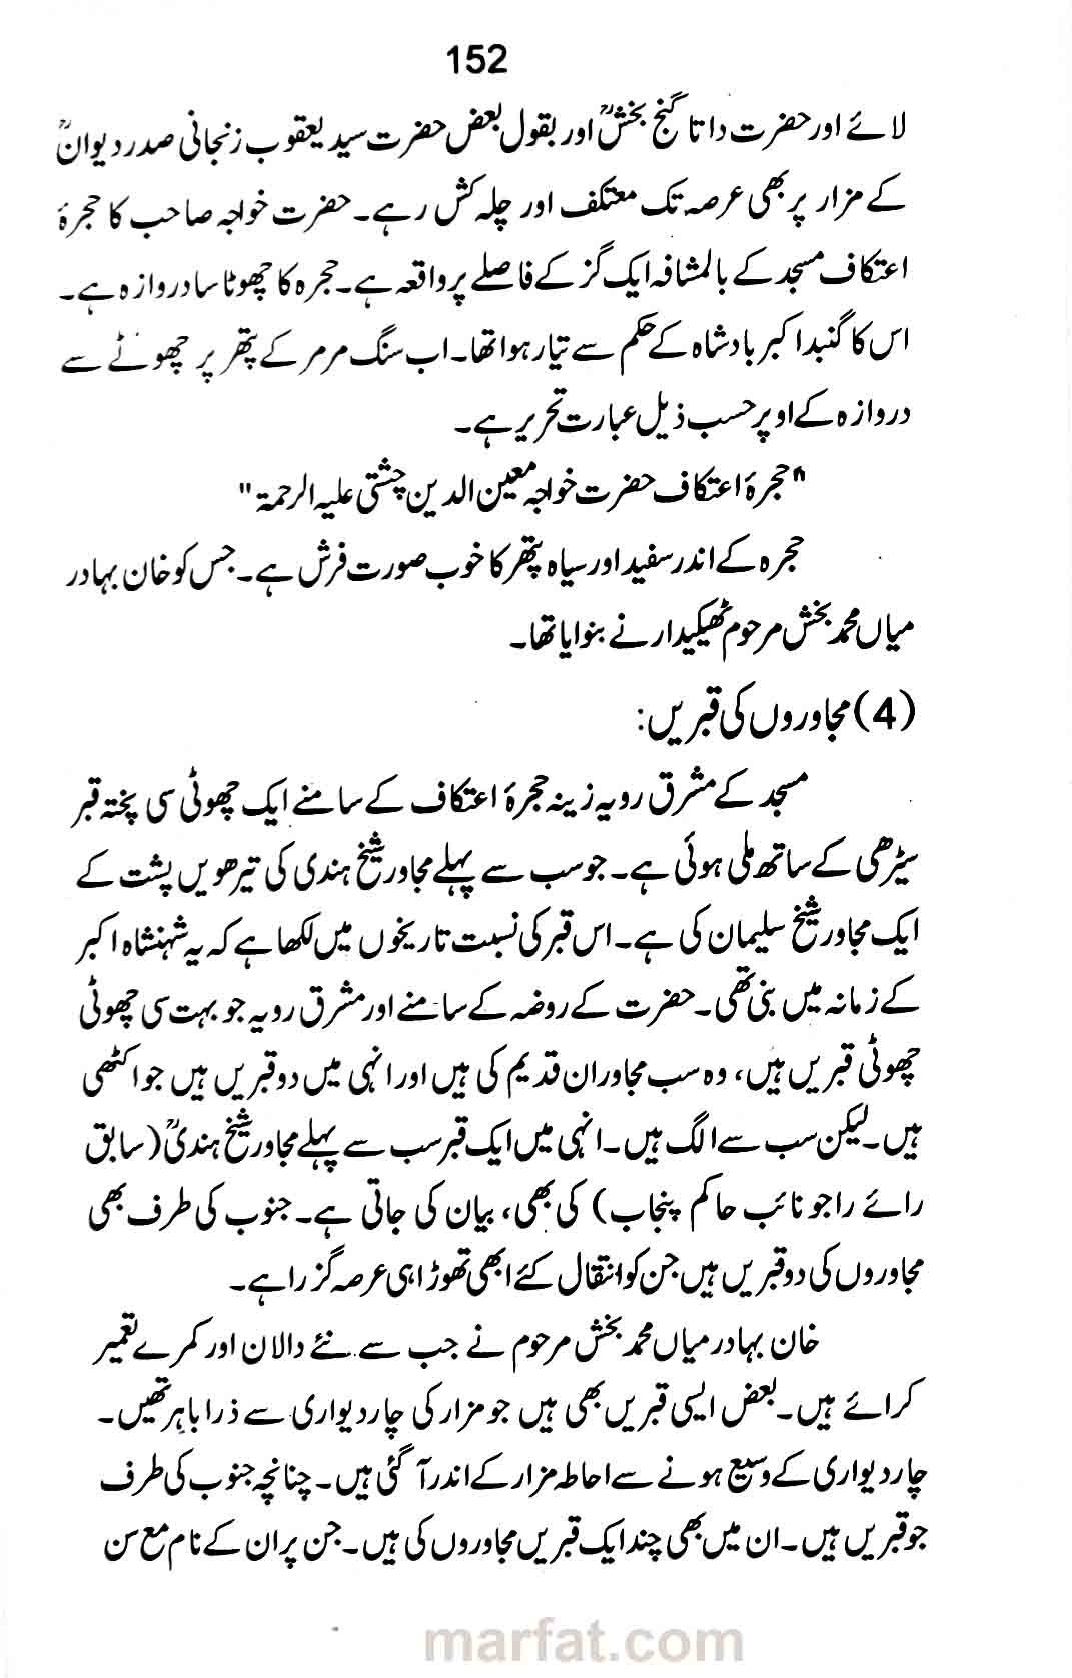 152
لائے اور حضرت داتا گنج بخشؒ اور بقول بعض حضرت سید یعقوب زنجانی صدر دیوانؒ
کے مزار پر بھی عرصہ تک معتکف اور چلہ کش رہے۔ حضرت خواجہ صاحب کا حجرۂ
اعتکاف مسجد کے بالمشافہ ایک گز کے فاصلے پر واقعہ ہے۔ حجرہ کا چھوٹا سا دروازہ ہے۔
اس کا گنبد اکبر بادشاہ کے حکم سے تیار ہوا تھا۔ اب سنگ مرمر کے پتھر پر چھوٹے سے
دروازہ کے اوپر حسب ذیل عبارت تحریر ہے۔
"حجرۂ اعتکاف حضرت خواجہ معین الدین چشتی علیہ الرحمۃ"
حجرہ کے اندر سفید اور سیاہ پتھر کا خوب صورت فرش ہے۔ جس کو خان بہادر
میاں محمد بخش مرحوم ٹھیکیدار نے بنوایا تھا۔
(4) مجاوروں کی قبریں:
مسجد کے مشرق رویہ زینہ حجرۂ اعتکاف کے سامنے ایک چھوٹی سی پختہ قبر
سیڑھی کے ساتھ ملی ہوئی ہے۔ جو سب سے پہلے مجاور شیخ ہندی کی تیرھویں پشت کے
ایک مجاور شیخ سلیمان کی ہے۔ اس قبر کی نسبت تاریخوں میں لکھا ہے کہ یہ شہنشاہ اکبر
کے زمانہ میں بنی تھی۔ حضرت کے روضہ کے سامنے اور مشرق رویہ جو بہت سی چھوٹی
چھوٹی قبریں ہیں، وہ سب مجاوران قدیم کی ہیں اور انہی میں دو قبریں ہیں جو اکٹھی
ہیں۔ لیکن سب سے الگ ہیں۔ انہی میں ایک قبر سب سے پہلے مجاور شیخ ہندیؒ (سابق
رائے راجو نائب حاکم پنجاب) کی بھی، بیان کی جاتی ہے۔ جنوب کی طرف بھی
مجاوروں کی دو قبریں ہیں جن کو انتقال کئے ابھی تھوڑا ہی عرصہ گزرا ہے۔
خان بہادر میاں محمد بخش مرحوم نے جب سے نئے دالان اور کمرے تعمیر
کرائے ہیں۔ بعض ایسی قبریں بھی ہیں جو مزار کی چاردیواری سے ذرا باہر تھیں۔
چاردیواری کے وسیع ہونے سے احاطہ مزار کے اندر آ گئی ہیں۔ چنانچہ جنوب کی طرف
جو قبریں ہیں۔ ان میں بھی چند ایک قبریں مجاوروں کی ہیں۔ جن پر ان کے نام مع سن
marfat.com